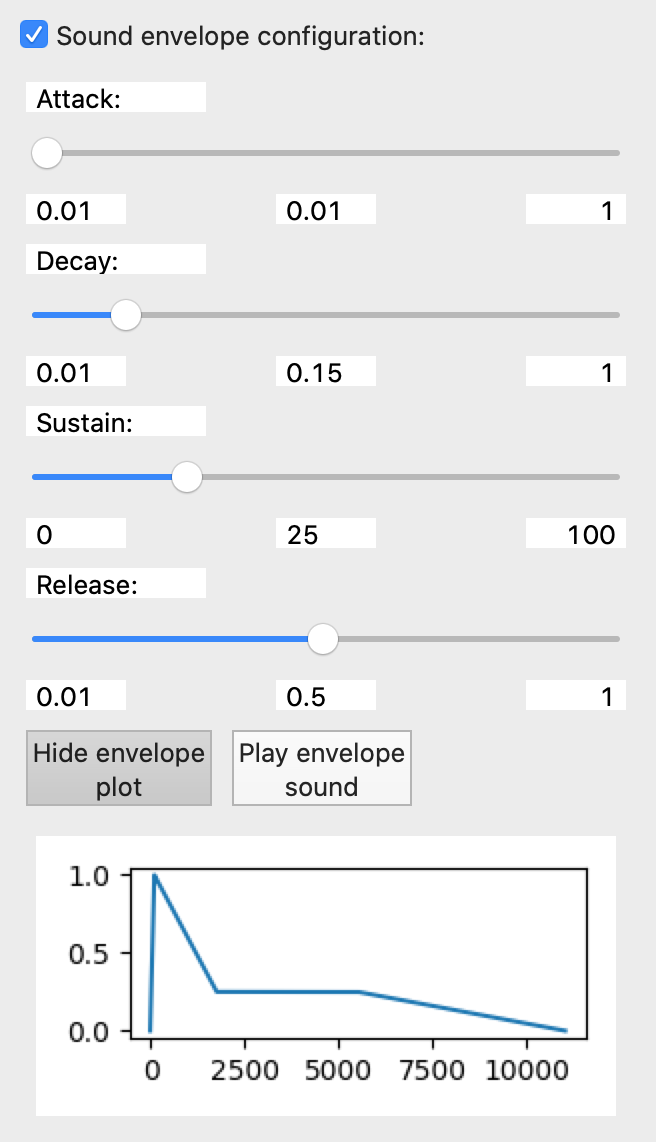 Sound envelope configuration:
Attack:
0.01 0.01 1
Decay:
0.01 0.15 1
Sustain:
0 25 100
Release:
0.01 0.5 1
Hide envelope plot
Play envelope sound
1.0
0.5
0.0
0 2500 5000 7500 10000